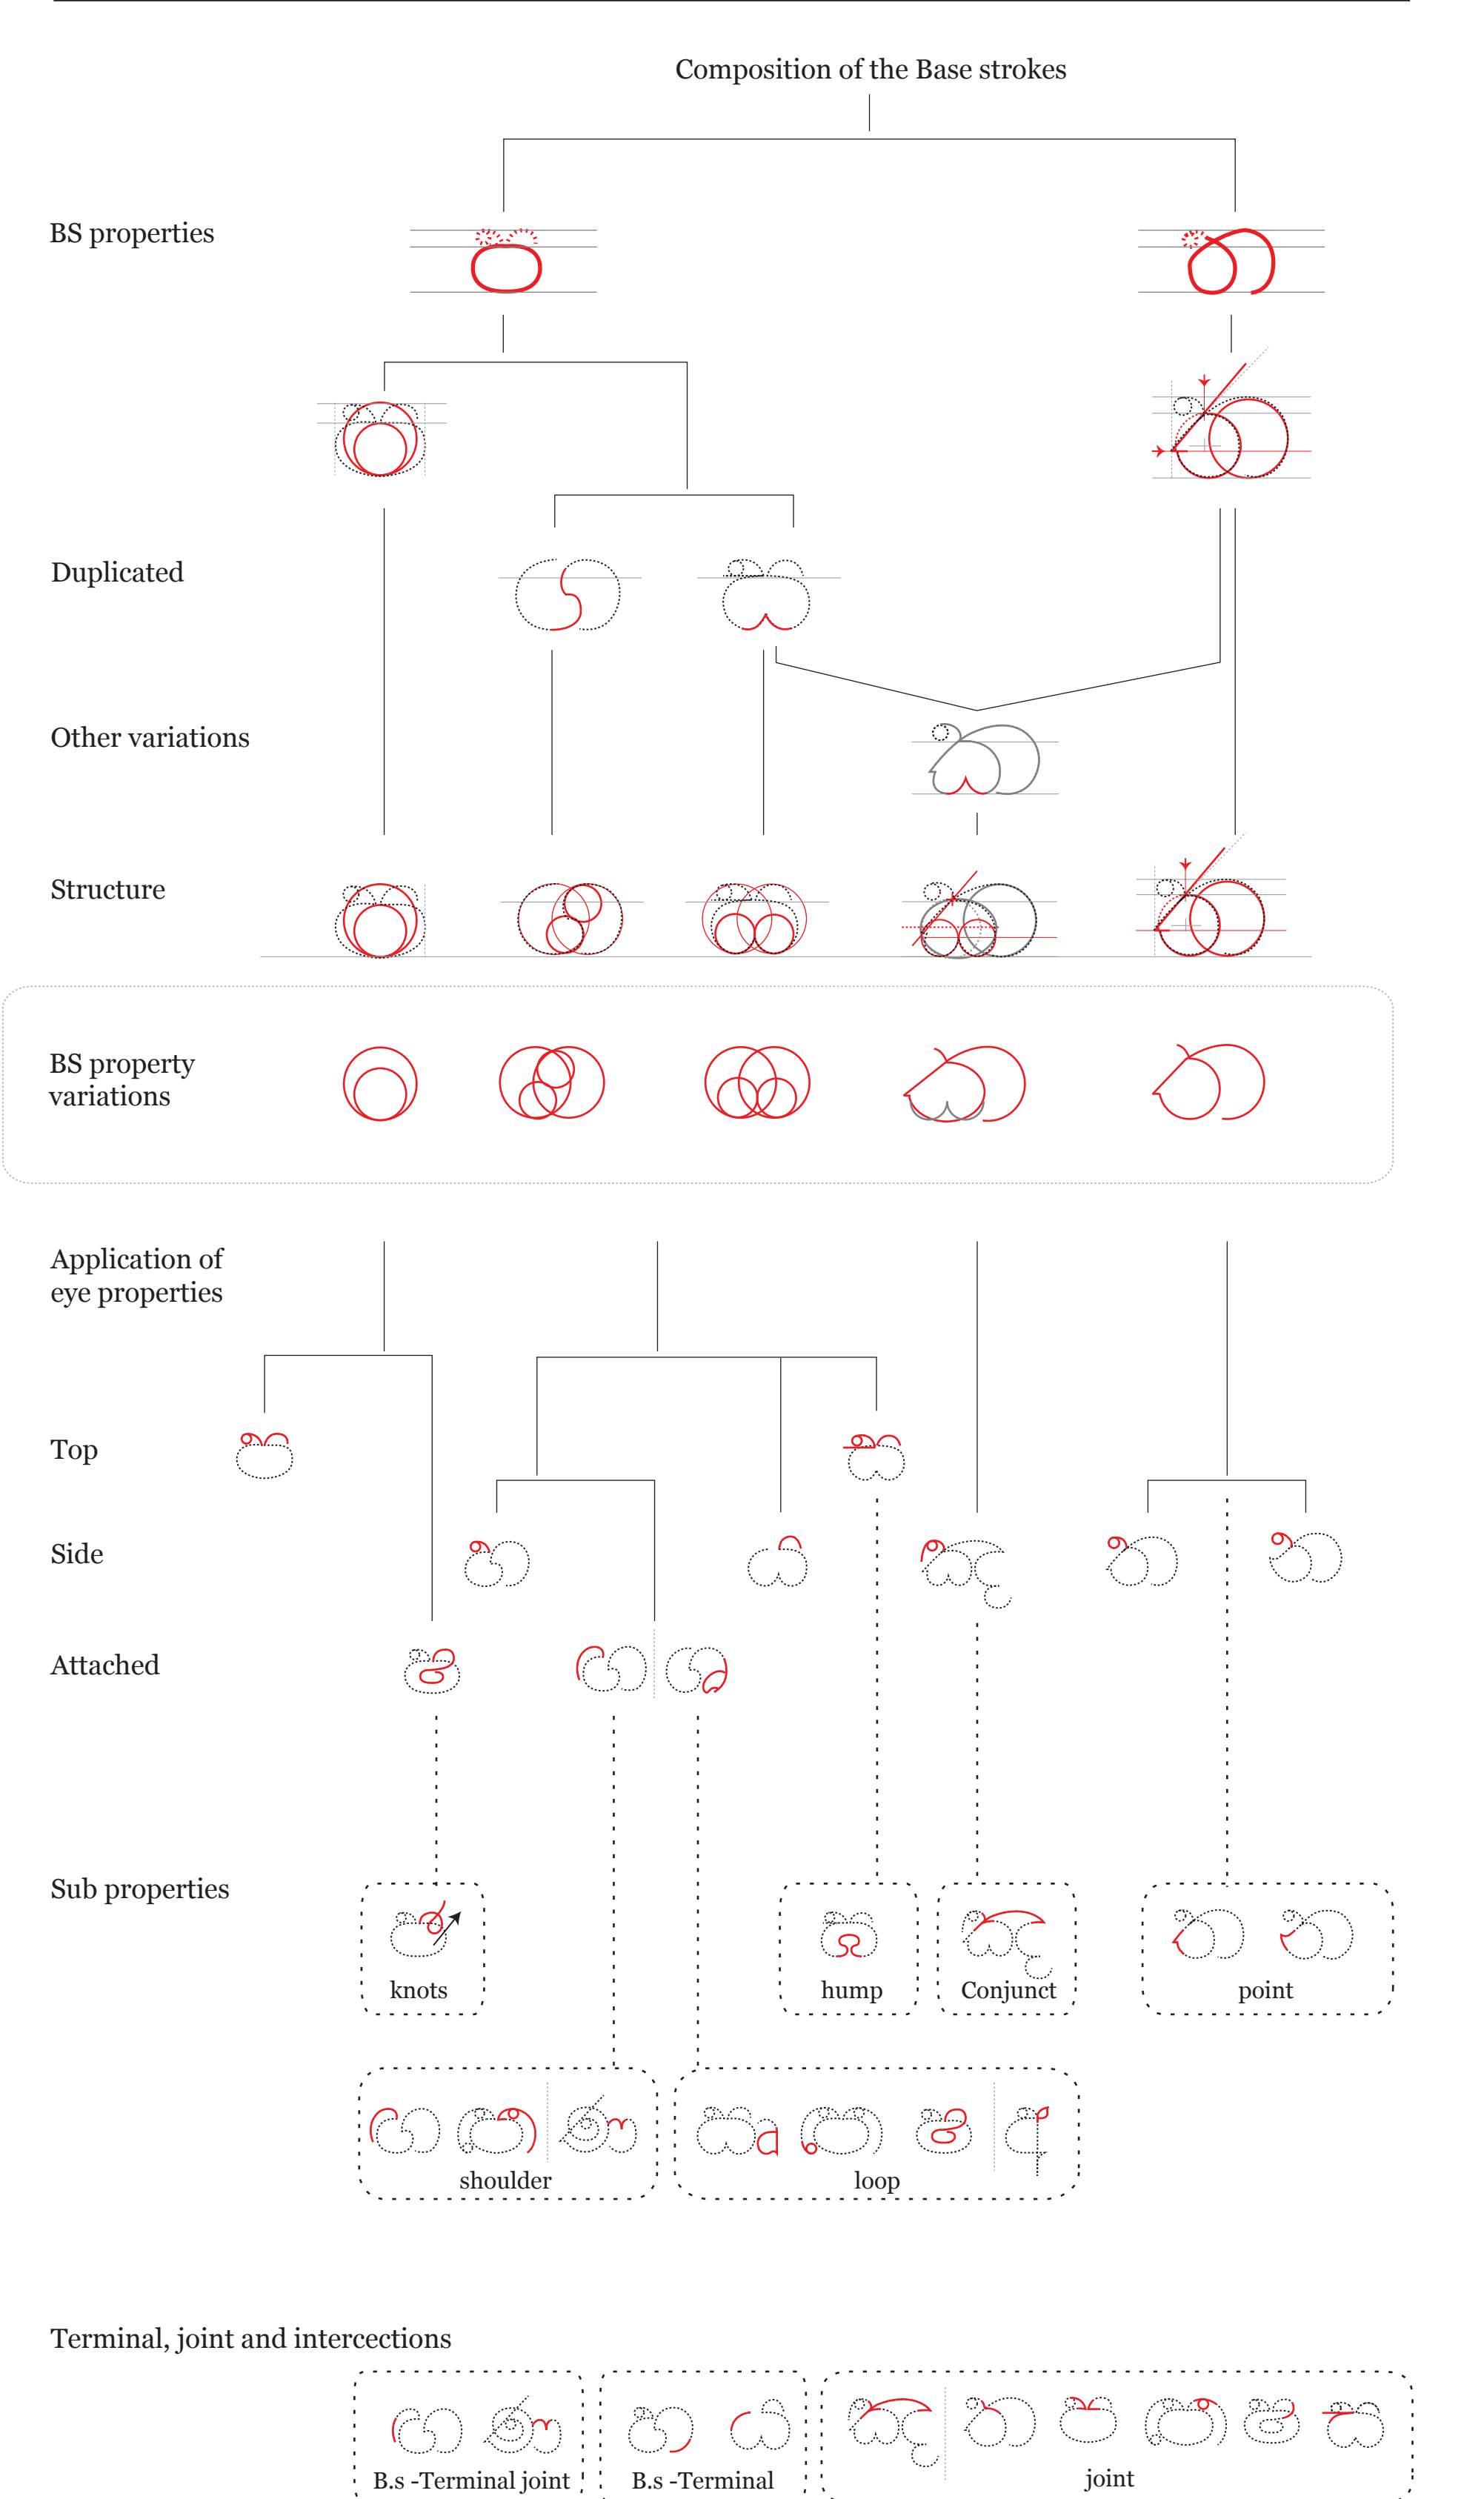 Composition of the Base strokes
BS properties
Duplicated
Other variations
Structure
BS property
variations
Application of
eye properties
Top
Side
Attached
Sub properties
knots
hump
Conjunct
point
shoulder
loop
Terminal, joint and intercections
B.s -Terminal joint
B.s -Terminal
joint